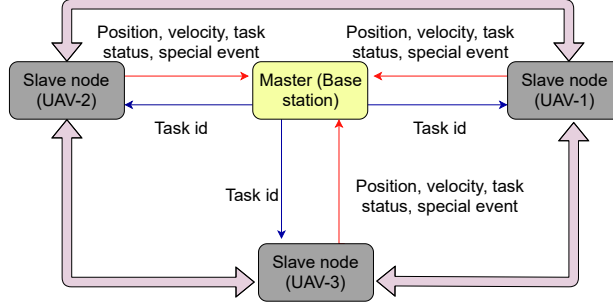 Position, velocity, task
status, special event
Position, velocity, task
status, special event
Slave node
(UAV-2)
Master (Base
station)
Slave node
(UAV-1)
Task id
Task id
Task id
Position, velocity, task
status, special event
Slave node
(UAV-3)